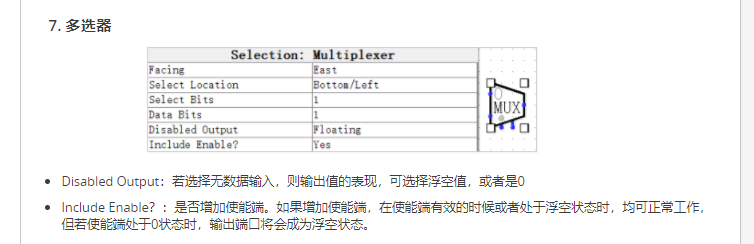 7. 多选器
Selection: Multiplexer
Facing East
Select Location Bottom/Left
Select Bits 1
Data Bits 1
Disabled Output Floating
Include Enable? Yes
MUX
Disabled Output：若选择无数据输入，则输出值的表现，可选择浮空值，或者是0
Include Enable? ：是否增加使能端。如果增加使能端，在使能端有效的时候或者处于浮空状态时，均可正常工作，
但若使能端处于0状态时，输出端口将会成为浮空状态。